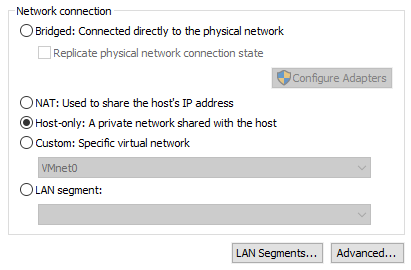 Network connection
Bridged: Connected directly to the physical network
Replicate physical network connection state
Configure Adapters
NAT: Used to share the host's IP address
Host-only: A private network shared with the host
Custom: Specific virtual network
VMnet0
LAN segment:
LAN Segments... Advanced...